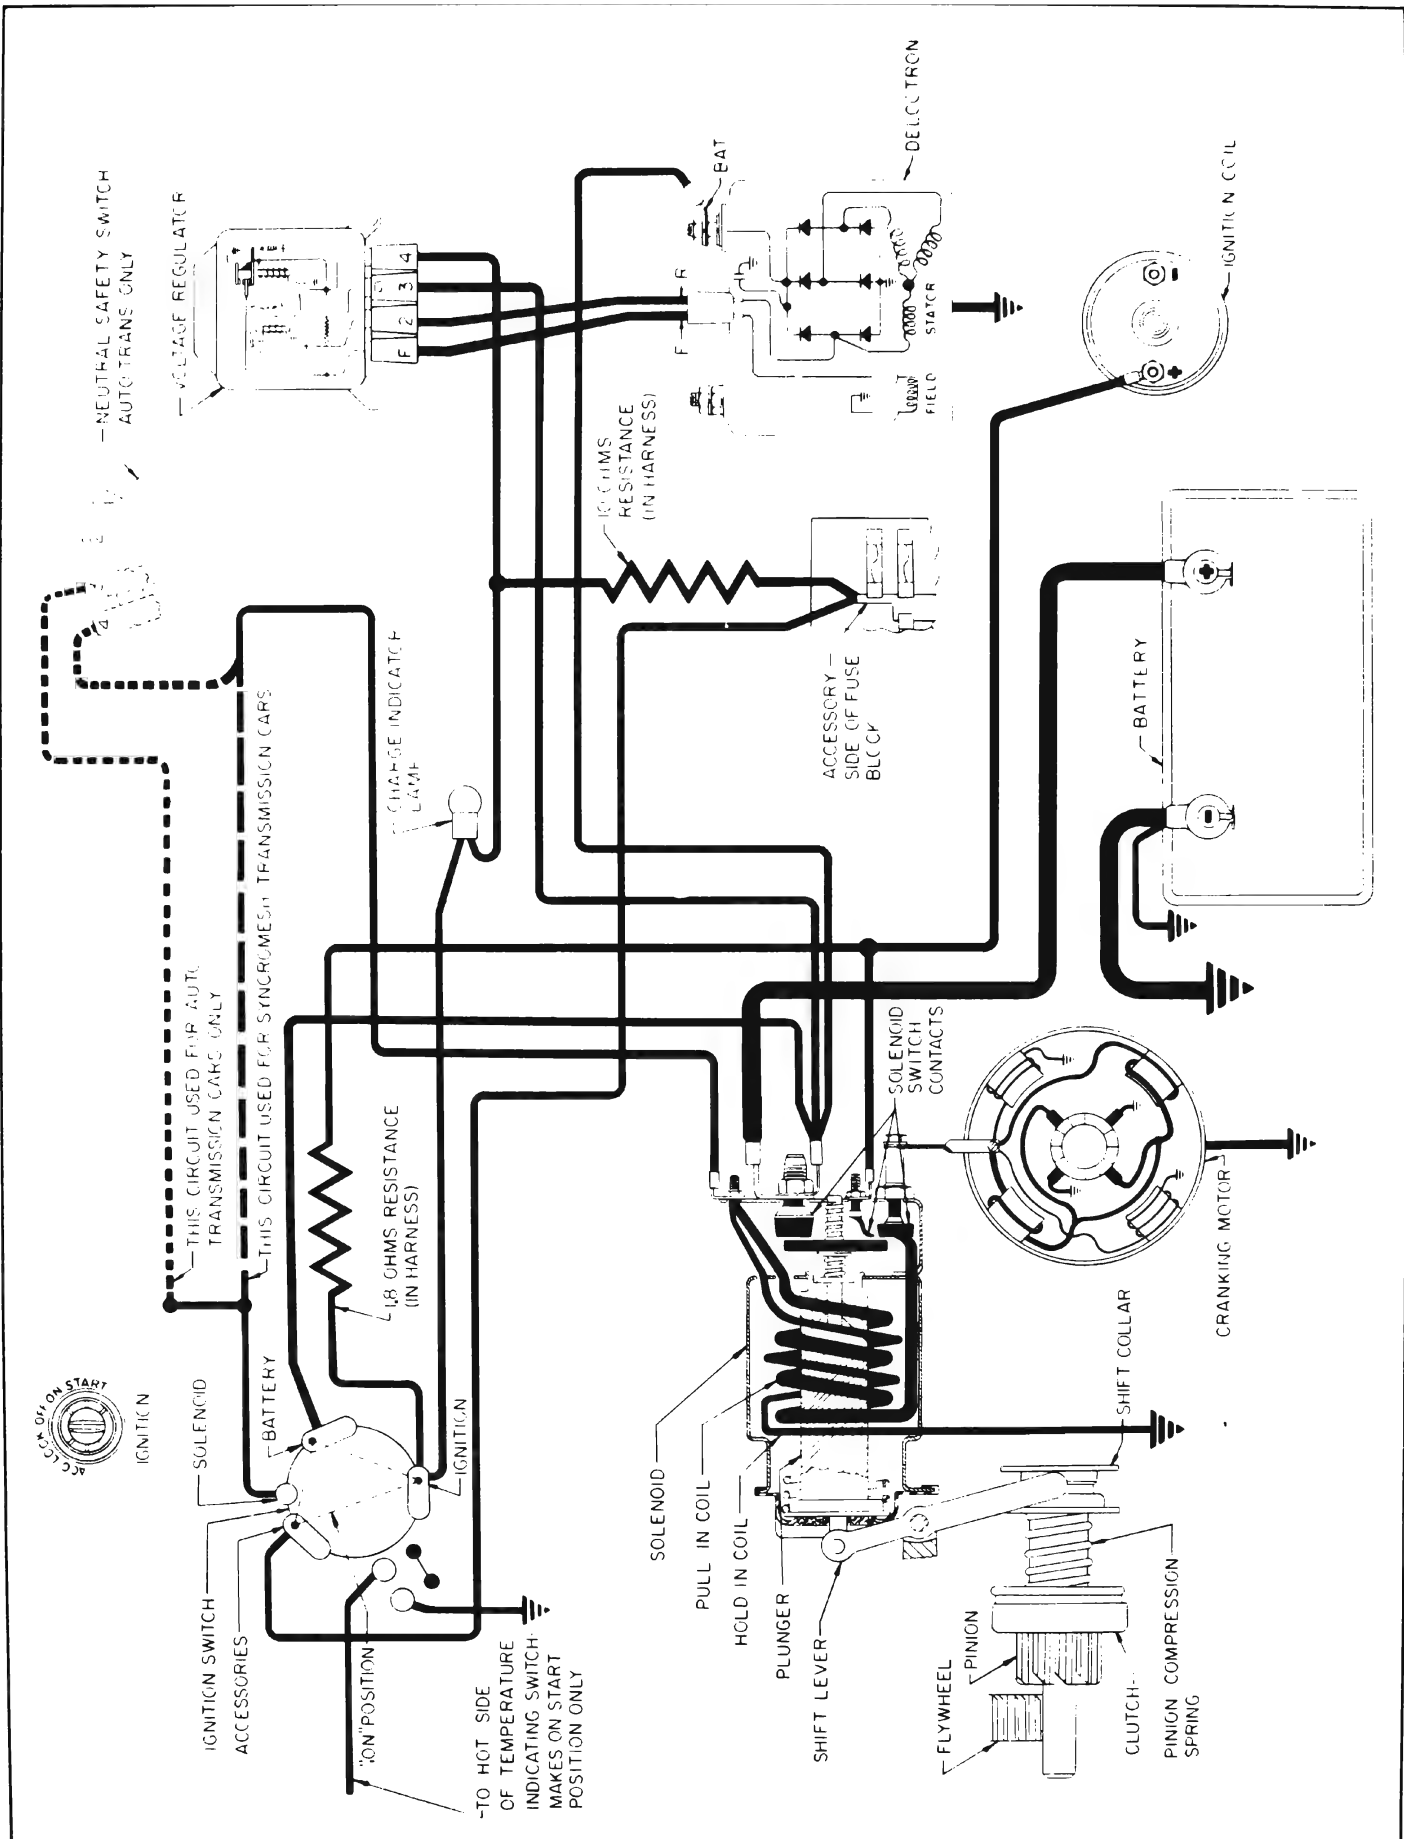 NEUTRAL SAFETY SWITCH
AUTO TRANS ONLY
VOLTAGE REGULATOR
F 2 3 4
BAT
DELCOTRON
F R
STATOR
FIELD
IGNITION COIL
+ -
10 OHMS
RESISTANCE
(IN HARNESS)
ACCESSORY
SIDE OF FUSE
BLOCK
CHARGE INDICATOR
LAMP
BATTERY
+
-
THIS CIRCUIT USED FOR AUTO
TRANSMISSION CARS ONLY
THIS CIRCUIT USED FOR SYNCROMESH TRANSMISSION CARS
1.8 OHMS RESISTANCE
(IN HARNESS)
SOLENOID
SWITCH
CONTACTS
CRANKING MOTOR
ACC LOCK OFF ON START
IGNITION
SOLENOID
BATTERY
IGNITION
IGNITION SWITCH
ACCESSORIES
"ON" POSITION
TO HOT SIDE
OF TEMPERATURE
INDICATING SWITCH
MAKES ON START
POSITION ONLY
SOLENOID
PULL IN COIL
HOLD IN COIL
PLUNGER
SHIFT LEVER
FLYWHEEL
PINION
CLUTCH
PINION COMPRESSION
SPRING
SHIFT COLLAR